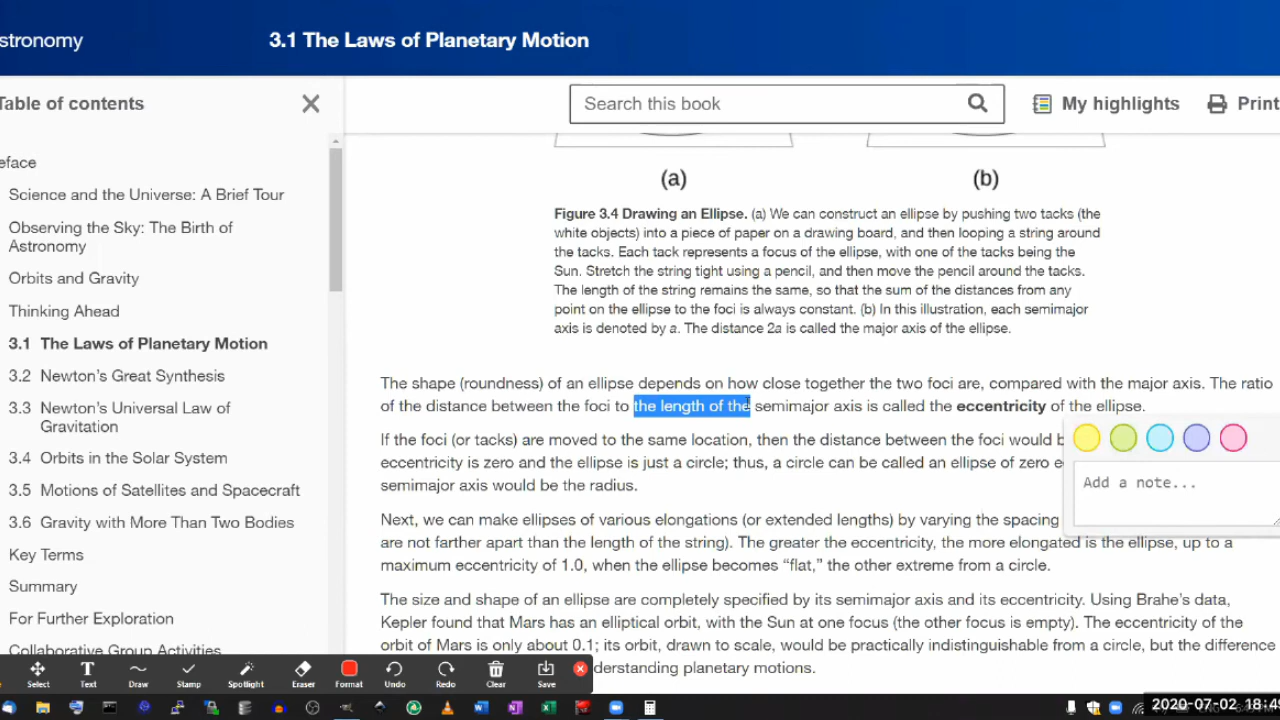 stronomy
3.1 The Laws of Planetary Motion
Table of contents
Search this book
My highlights
Print
eface
Science and the Universe: A Brief Tour
Observing the Sky: The Birth of
Astronomy
Orbits and Gravity
Thinking Ahead
3.1 The Laws of Planetary Motion
3.2 Newton's Great Synthesis
3.3 Newton's Universal Law of
Gravitation
3.4 Orbits in the Solar System
3.5 Motions of Satellites and Spacecraft
3.6 Gravity with More Than Two Bodies
Key Terms
Summary
For Further Exploration
Collaborative Group Activities
(a)
(b)
Figure 3.4 Drawing an Ellipse. (a) We can construct an ellipse by pushing two tacks (the
white objects) into a piece of paper on a drawing board, and then looping a string around
the tacks. Each tack represents a focus of the ellipse, with one of the tacks being the
Sun. Stretch the string tight using a pencil, and then move the pencil around the tacks.
The length of the string remains the same, so that the sum of the distances from any
point on the ellipse to the foci is always constant. (b) In this illustration, each semimajor
axis is denoted by a. The distance 2a is called the major axis of the ellipse.
The shape (roundness) of an ellipse depends on how close together the two foci are, compared with the major axis. The ratio
of the distance between the foci to the length of the semimajor axis is called the eccentricity of the ellipse.
If the foci (or tacks) are moved to the same location, then the distance between the foci would b
eccentricity is zero and the ellipse is just a circle; thus, a circle can be called an ellipse of zero e
semimajor axis would be the radius.
Add a note...
Next, we can make ellipses of various elongations (or extended lengths) by varying the spacing
are not farther apart than the length of the string). The greater the eccentricity, the more elongated is the ellipse, up to a
maximum eccentricity of 1.0, when the ellipse becomes “flat,” the other extreme from a circle.
The size and shape of an ellipse are completely specified by its semimajor axis and its eccentricity. Using Brahe's data,
Kepler found that Mars has an elliptical orbit, with the Sun at one focus (the other focus is empty). The eccentricity of the
orbit of Mars is only about 0.1; its orbit, drawn to scale, would be practically indistinguishable from a circle, but the difference
derstanding planetary motions.
Select
Text
Draw
Stamp
Spotlight
Eraser
Format
Undo
Redo
Clear
Save
2020-07-02 18:45